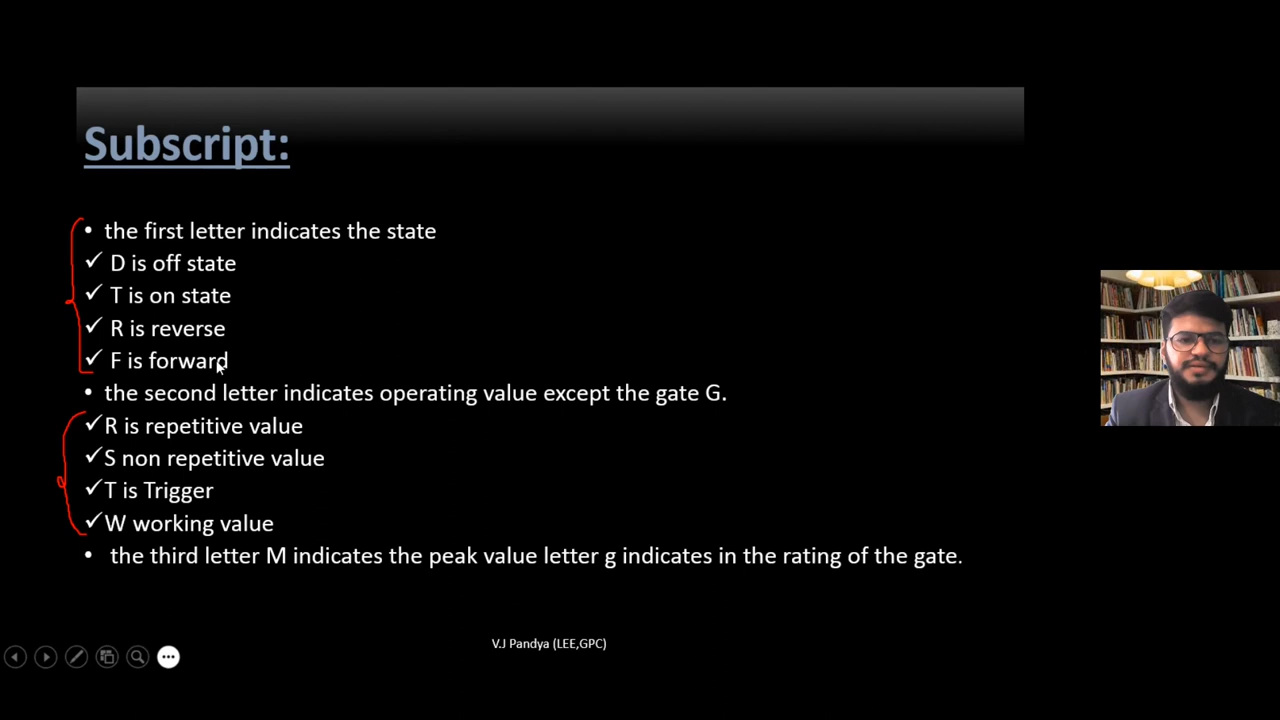 Subscript:
• the first letter indicates the state
✓ D is off state
✓ T is on state
✓ R is reverse
✓ F is forward
• the second letter indicates operating value except the gate G.
✓R is repetitive value
✓S non repetitive value
✓T is Trigger
✓W working value
• the third letter M indicates the peak value letter g indicates in the rating of the gate.
V.J Pandya (LEE,GPC)